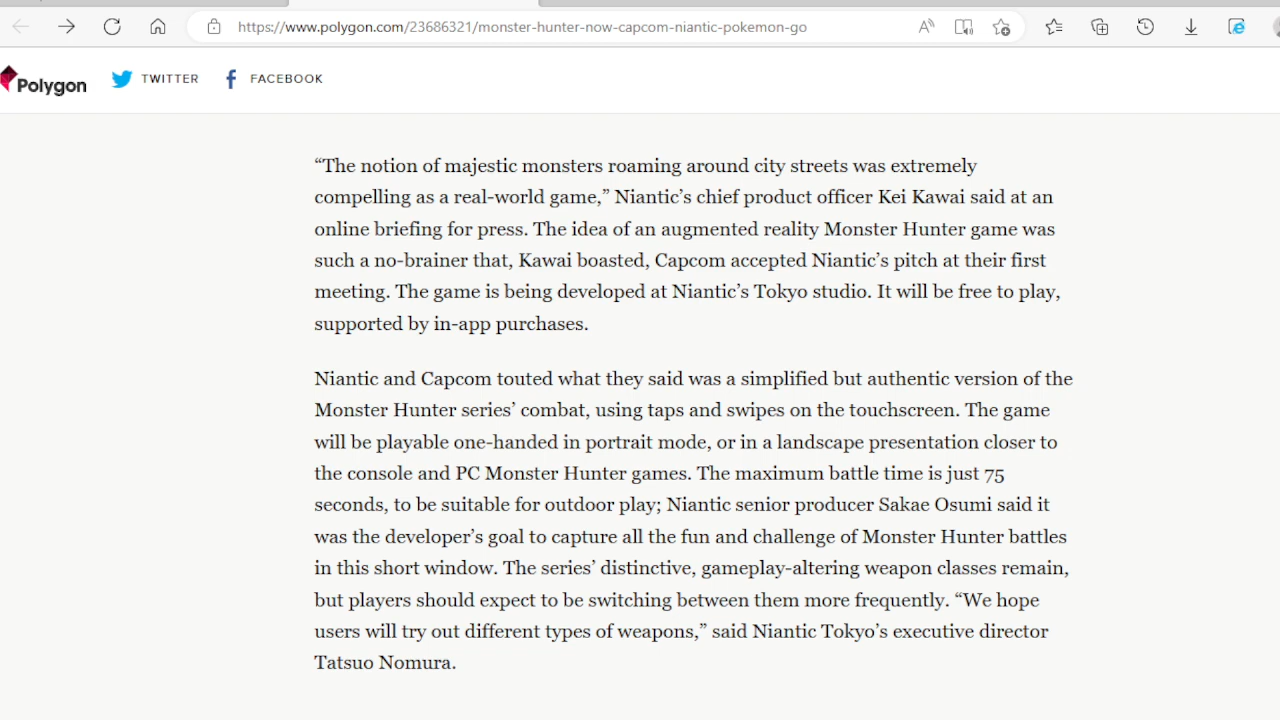 https://www.polygon.com/23686321/monster-hunter-now-capcom-niantic-pokemon-go
Polygon TWITTER FACEBOOK
“The notion of majestic monsters roaming around city streets was extremely
compelling as a real-world game,” Niantic’s chief product officer Kei Kawai said at an
online briefing for press. The idea of an augmented reality Monster Hunter game was
such a no-brainer that, Kawai boasted, Capcom accepted Niantic’s pitch at their first
meeting. The game is being developed at Niantic’s Tokyo studio. It will be free to play,
supported by in-app purchases.
Niantic and Capcom touted what they said was a simplified but authentic version of the
Monster Hunter series’ combat, using taps and swipes on the touchscreen. The game
will be playable one-handed in portrait mode, or in a landscape presentation closer to
the console and PC Monster Hunter games. The maximum battle time is just 75
seconds, to be suitable for outdoor play; Niantic senior producer Sakae Osumi said it
was the developer’s goal to capture all the fun and challenge of Monster Hunter battles
in this short window. The series’ distinctive, gameplay-altering weapon classes remain,
but players should expect to be switching between them more frequently. “We hope
users will try out different types of weapons,” said Niantic Tokyo’s executive director
Tatsuo Nomura.